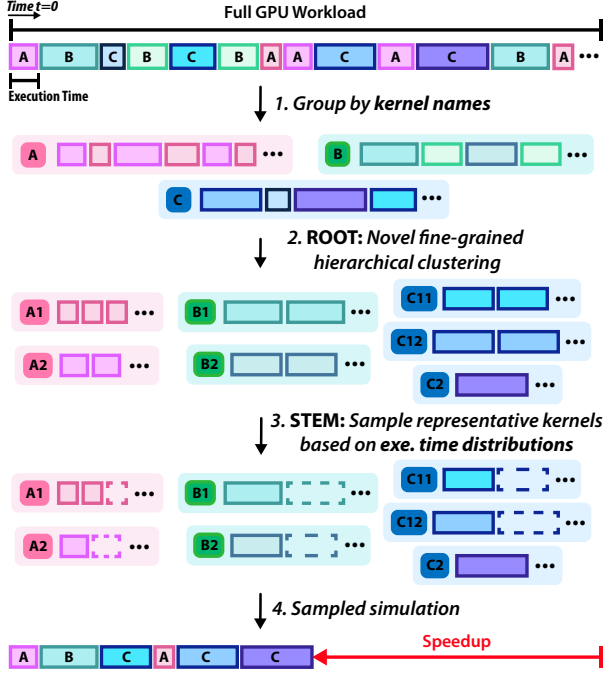 Time t=0
Full GPU Workload
A B C B C B A A C A C B A •••
Execution Time
1. Group by kernel names
A •••
B •••
C •••
2. ROOT: Novel fine-grained
hierarchical clustering
A1 •••
B1 •••
C11 •••
A2 •••
B2 •••
C12 •••
C2 •••
3. STEM: Sample representative kernels
based on exe. time distributions
A1 •••
B1 •••
C11 •••
A2 •••
B2 •••
C12 •••
C2 •••
4. Sampled simulation
A B C A C C
Speedup